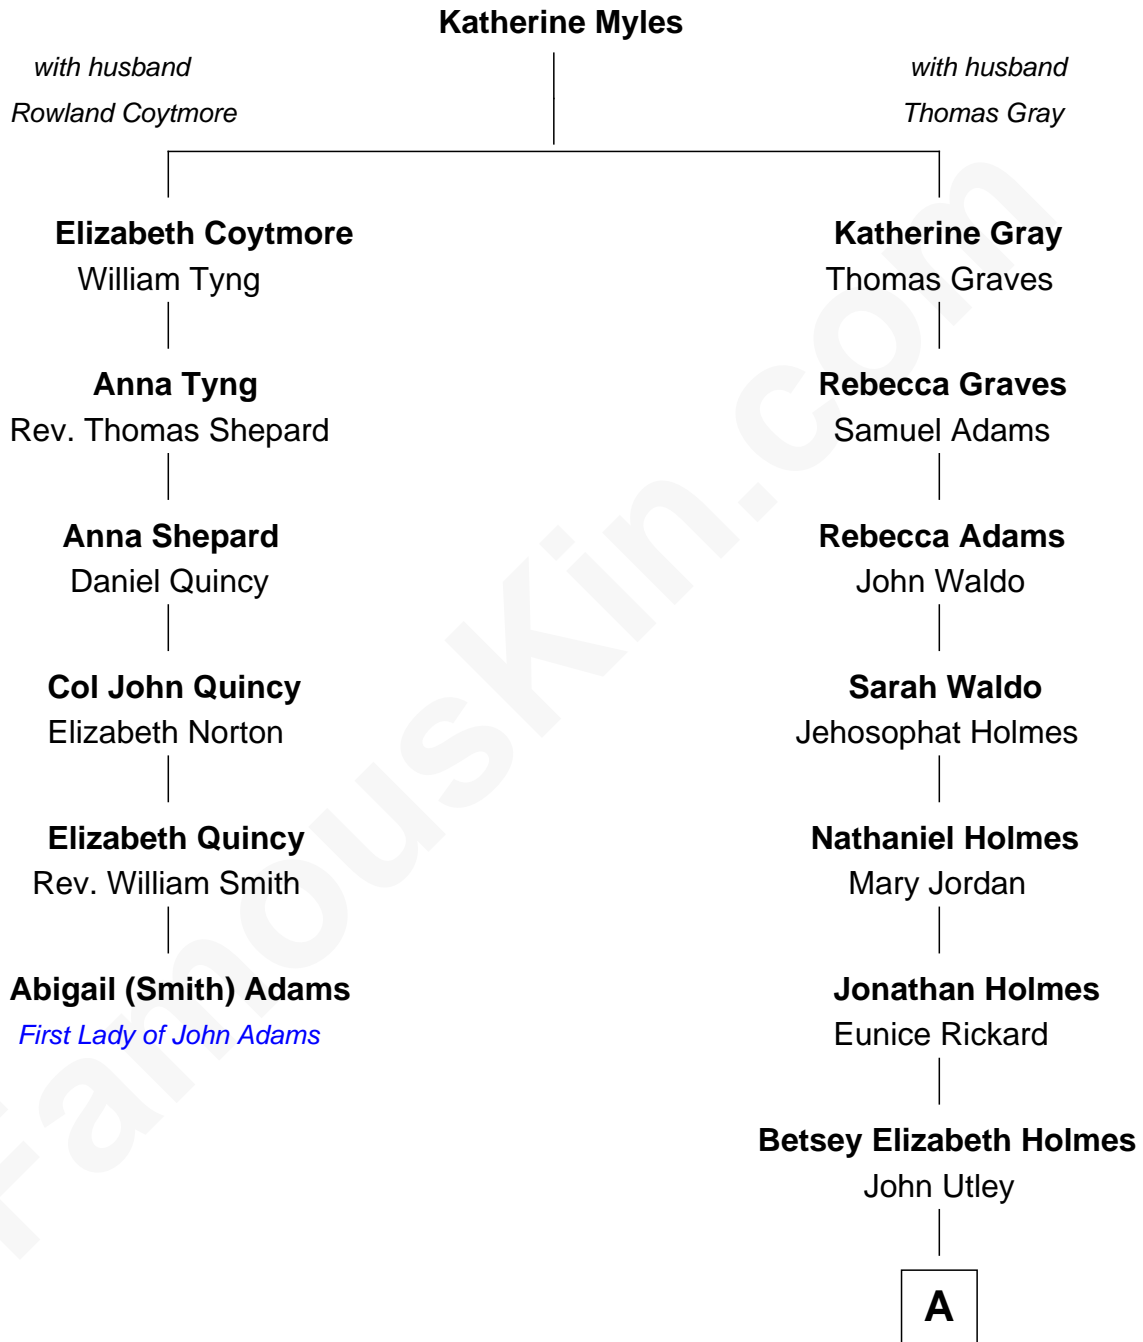 Katherine Myles
with husband
Rowland Coytmore
with husband
Thomas Gray
Elizabeth Coytmore
William Tyng
Anna Tyng
Rev. Thomas Shepard
Anna Shepard
Daniel Quincy
Col John Quincy
Elizabeth Norton
Elizabeth Quincy
Rev. William Smith
Abigail (Smith) Adams
First Lady of John Adams
Katherine Gray
Thomas Graves
Rebecca Graves
Samuel Adams
Rebecca Adams
John Waldo
Sarah Waldo
Jehosophat Holmes
Nathaniel Holmes
Mary Jordan
Jonathan Holmes
Eunice Rickard
Betsey Elizabeth Holmes
John Utley
A
FamousKin.com